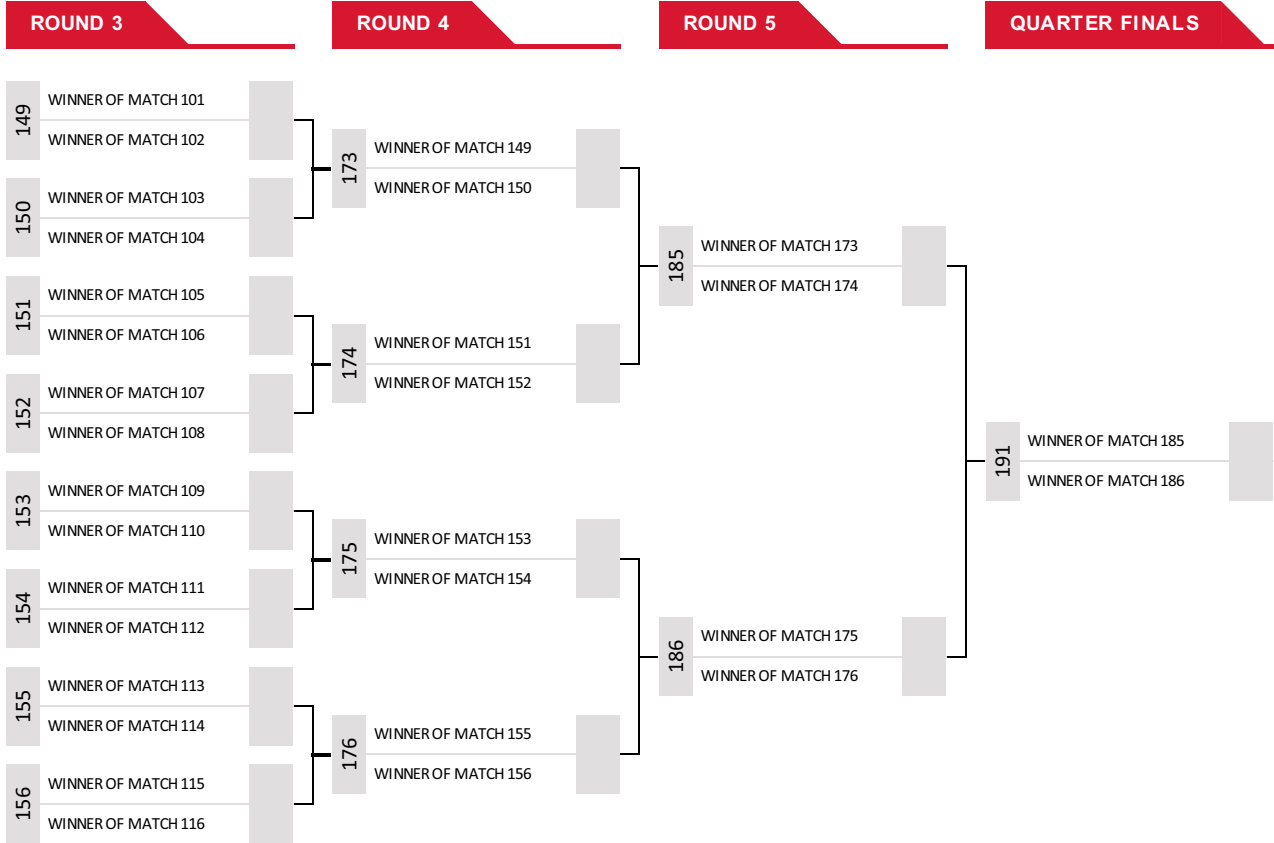 ROUND 3
ROUND 4
ROUND 5
QUARTER FINALS
149
WINNER OF MATCH 101
WINNER OF MATCH 102
150
WINNER OF MATCH 103
WINNER OF MATCH 104
151
WINNER OF MATCH 105
WINNER OF MATCH 106
152
WINNER OF MATCH 107
WINNER OF MATCH 108
153
WINNER OF MATCH 109
WINNER OF MATCH 110
154
WINNER OF MATCH 111
WINNER OF MATCH 112
155
WINNER OF MATCH 113
WINNER OF MATCH 114
156
WINNER OF MATCH 115
WINNER OF MATCH 116
173
WINNER OF MATCH 149
WINNER OF MATCH 150
174
WINNER OF MATCH 151
WINNER OF MATCH 152
175
WINNER OF MATCH 153
WINNER OF MATCH 154
176
WINNER OF MATCH 155
WINNER OF MATCH 156
185
WINNER OF MATCH 173
WINNER OF MATCH 174
186
WINNER OF MATCH 175
WINNER OF MATCH 176
191
WINNER OF MATCH 185
WINNER OF MATCH 186